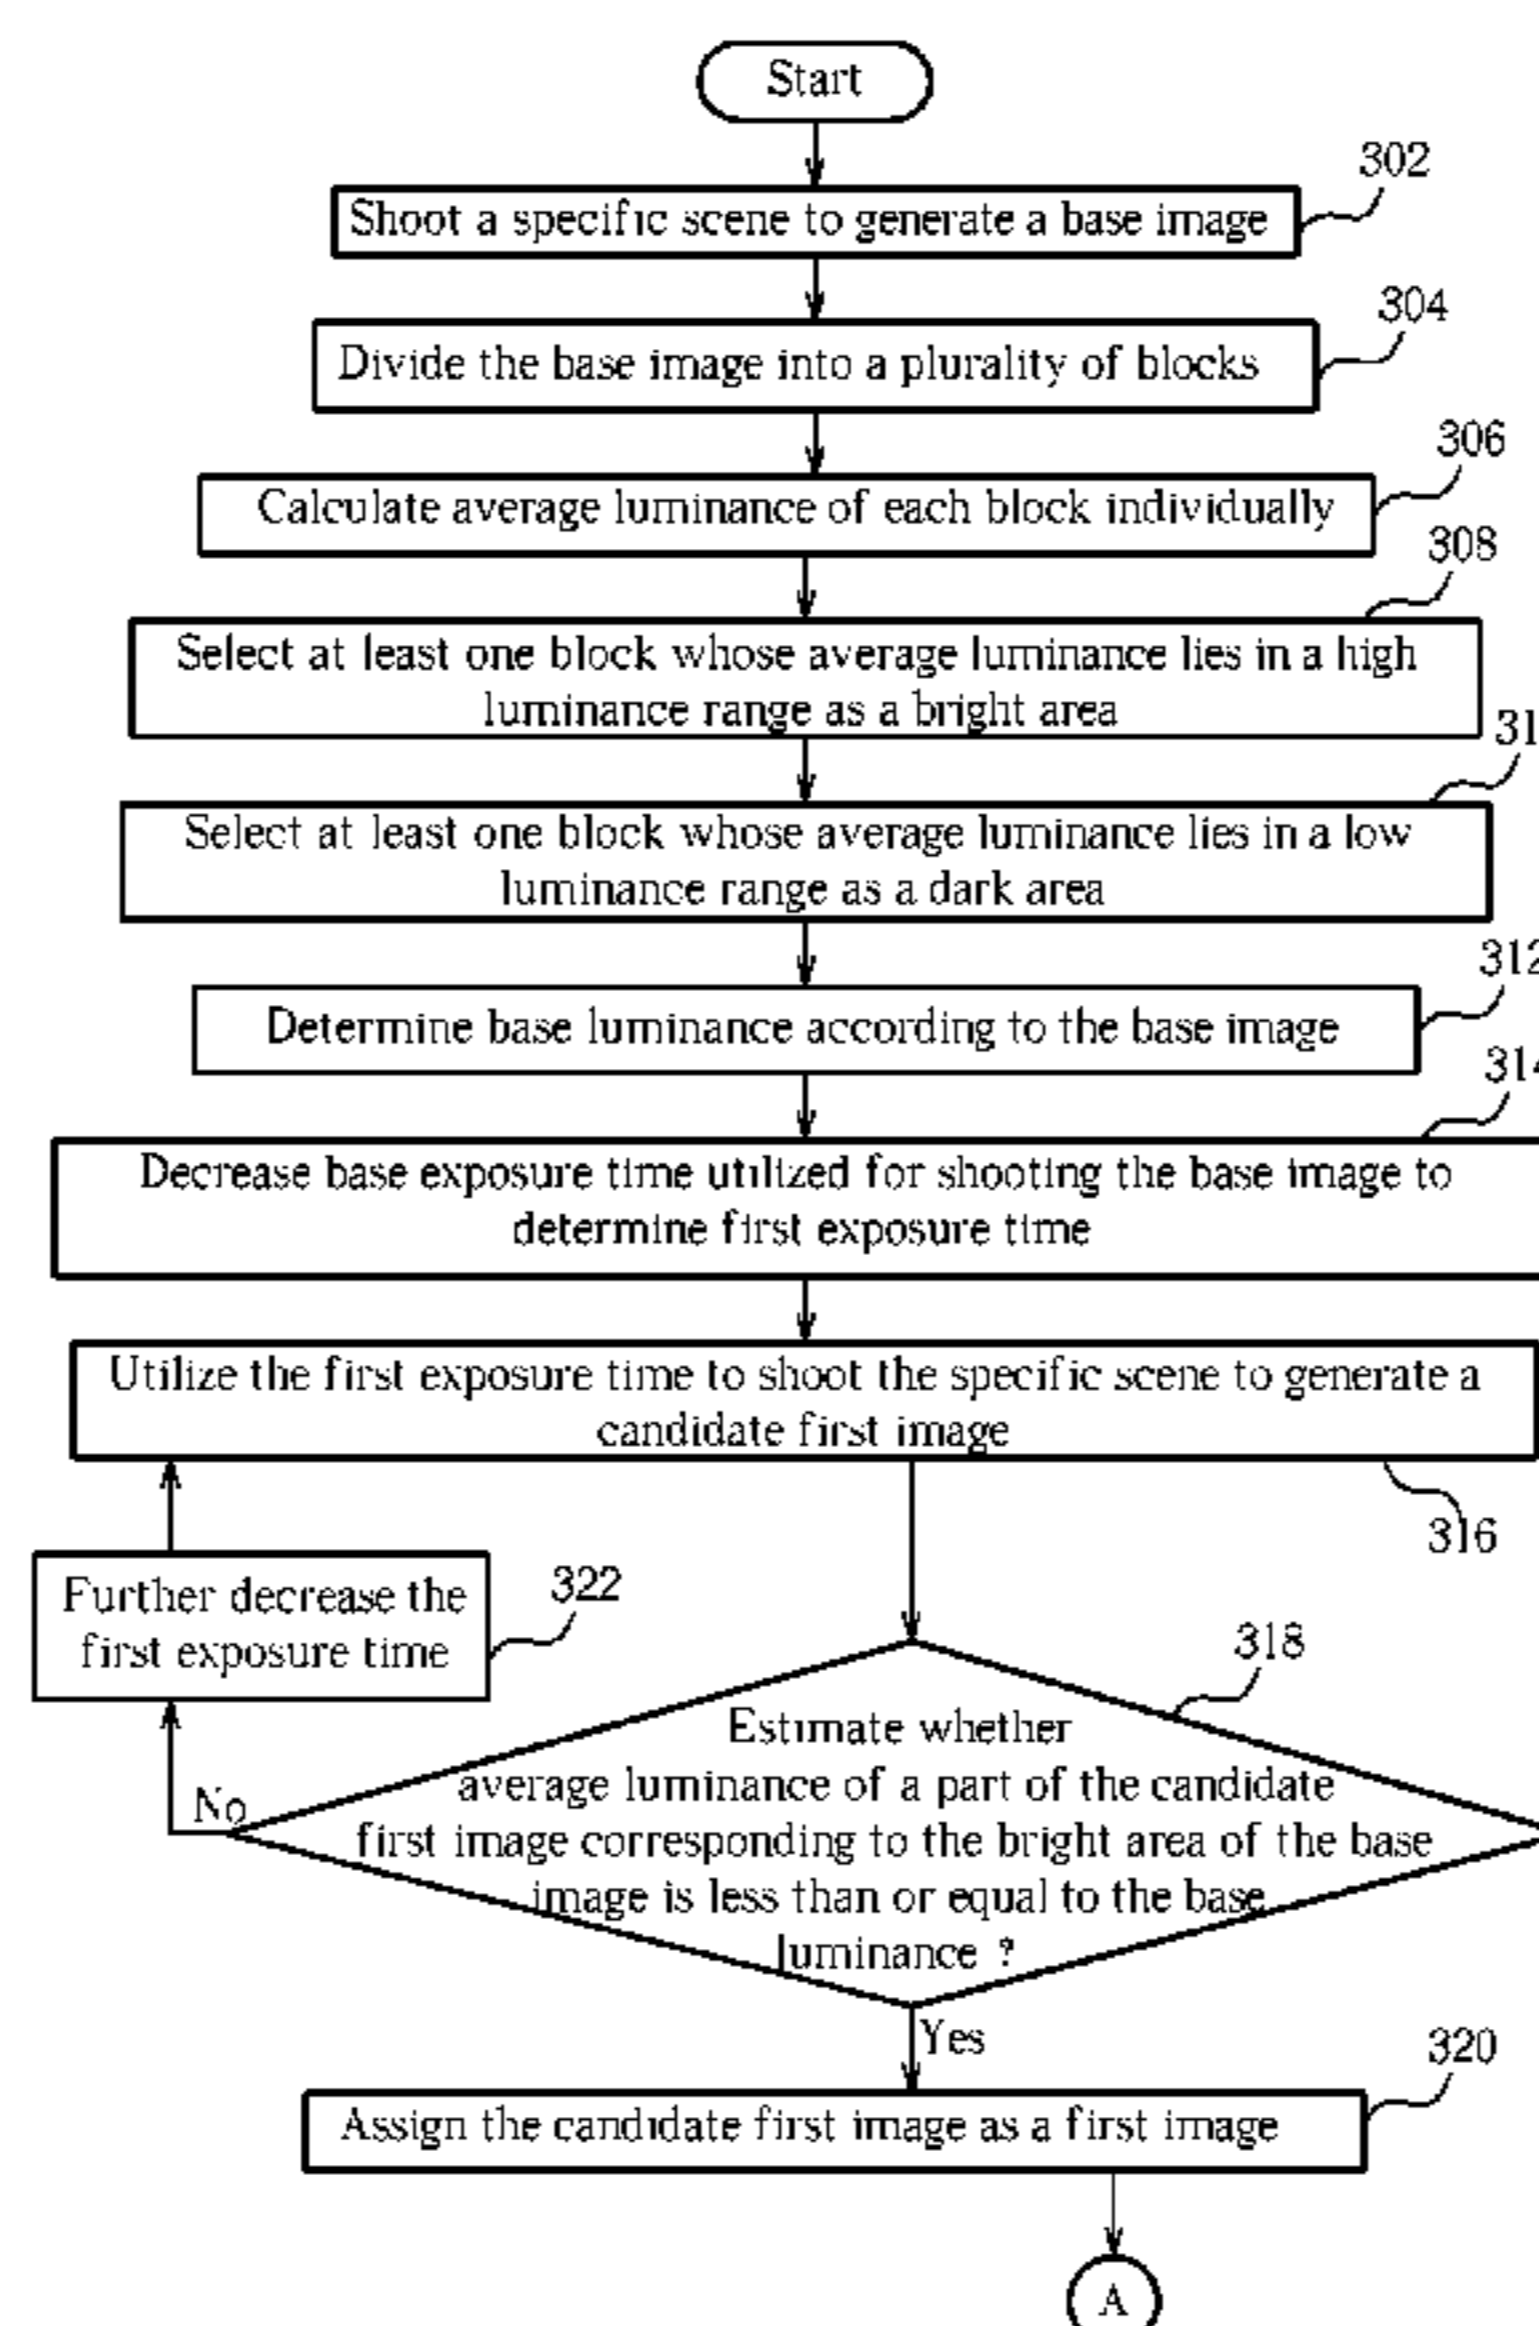 Start
302
Shoot a specific scene to generate a base image
304
Divide the base image into a plurality of blocks
306
Calculate average luminance of each block individually
308
Select at least one block whose average luminance lies in a high
luminance range as a bright area
31
Select at least one block whose average luminance lies in a low
luminance range as a dark area
312
Determine base luminance according to the base image
314
Decrease base exposure time utilized for shooting the base image to
determine first exposure time
Utilize the first exposure time to shoot the specific scene to generate a
candidate first image
316
Further decrease the
first exposure time
322
318
Estimate whether
average luminance of a part of the candidate
first image corresponding to the bright area of the base
image is less than or equal to the base
luminance ?
No
Yes
320
Assign the candidate first image as a first image
A